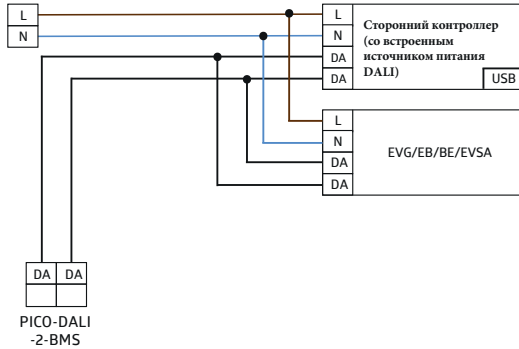 L
N
L
N
DA
DA
Сторонний контроллер
(со встроенным
источником питания
DALI)
USB
L
N
DA
DA
EVG/EB/BE/EVSA
DA DA
PICO-DALI
-2-BMS